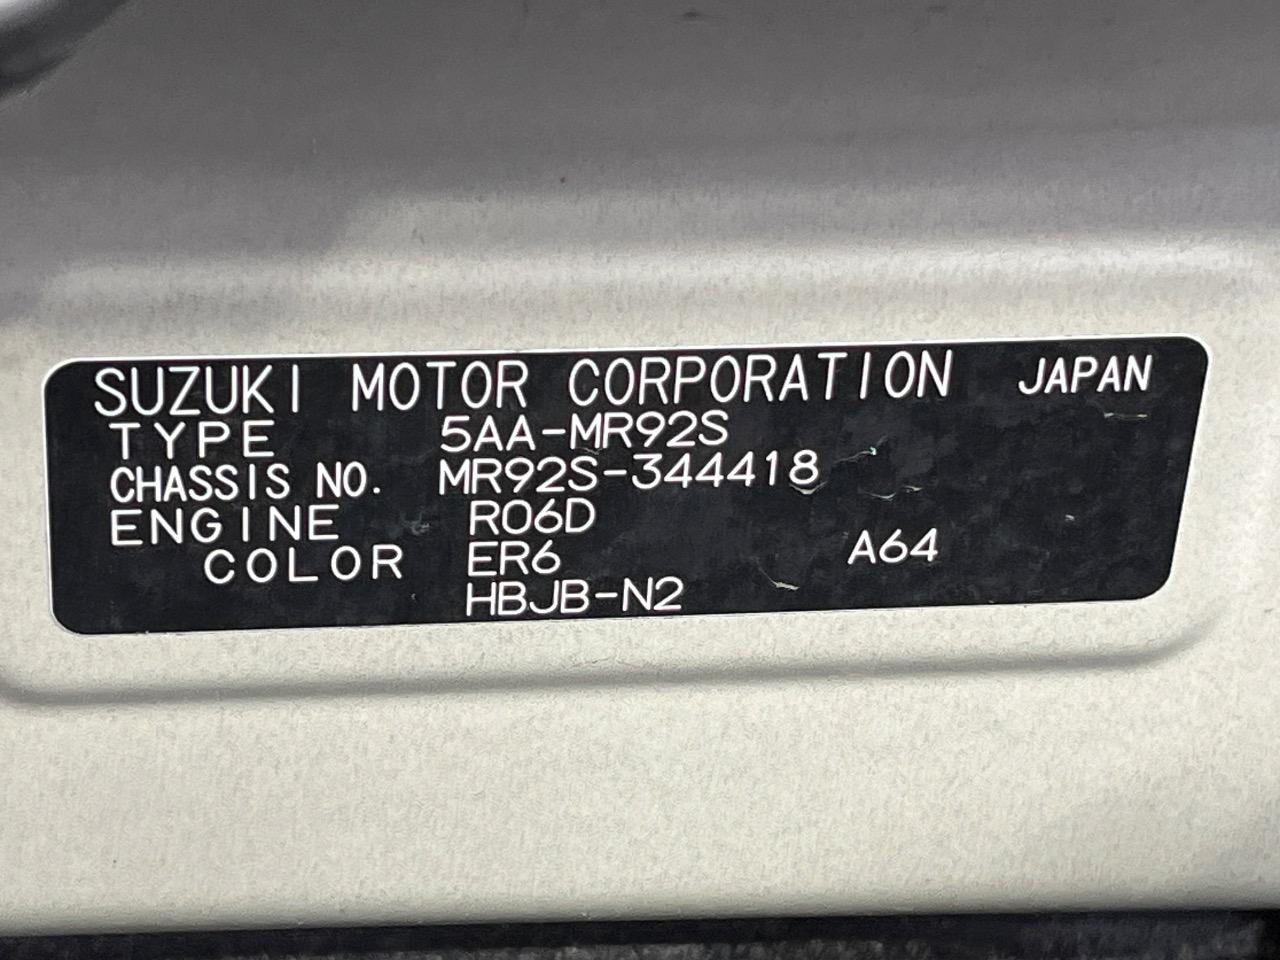 SUZUKI MOTOR CORPORATION JAPAN
TYPE 5AA-MR92S
CHASSIS NO. MR92S-344418
ENGINE R06D
COLOR ER6 A64
HBJB-N2